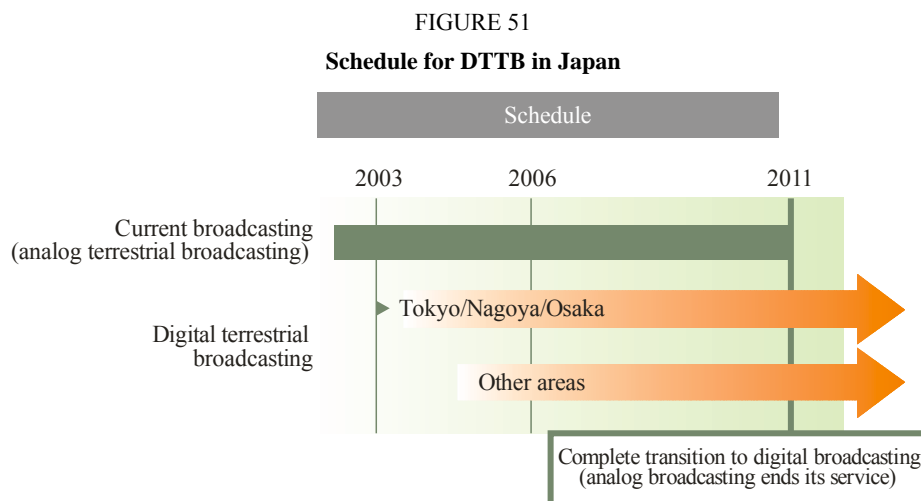 FIGURE 51
Schedule for DTTB in Japan
Schedule
2003 2006 2011
Current broadcasting
(analog terrestrial broadcasting)
Tokyo/Nagoya/Osaka
Digital terrestrial
broadcasting
Other areas
Complete transition to digital broadcasting
(analog broadcasting ends its service)